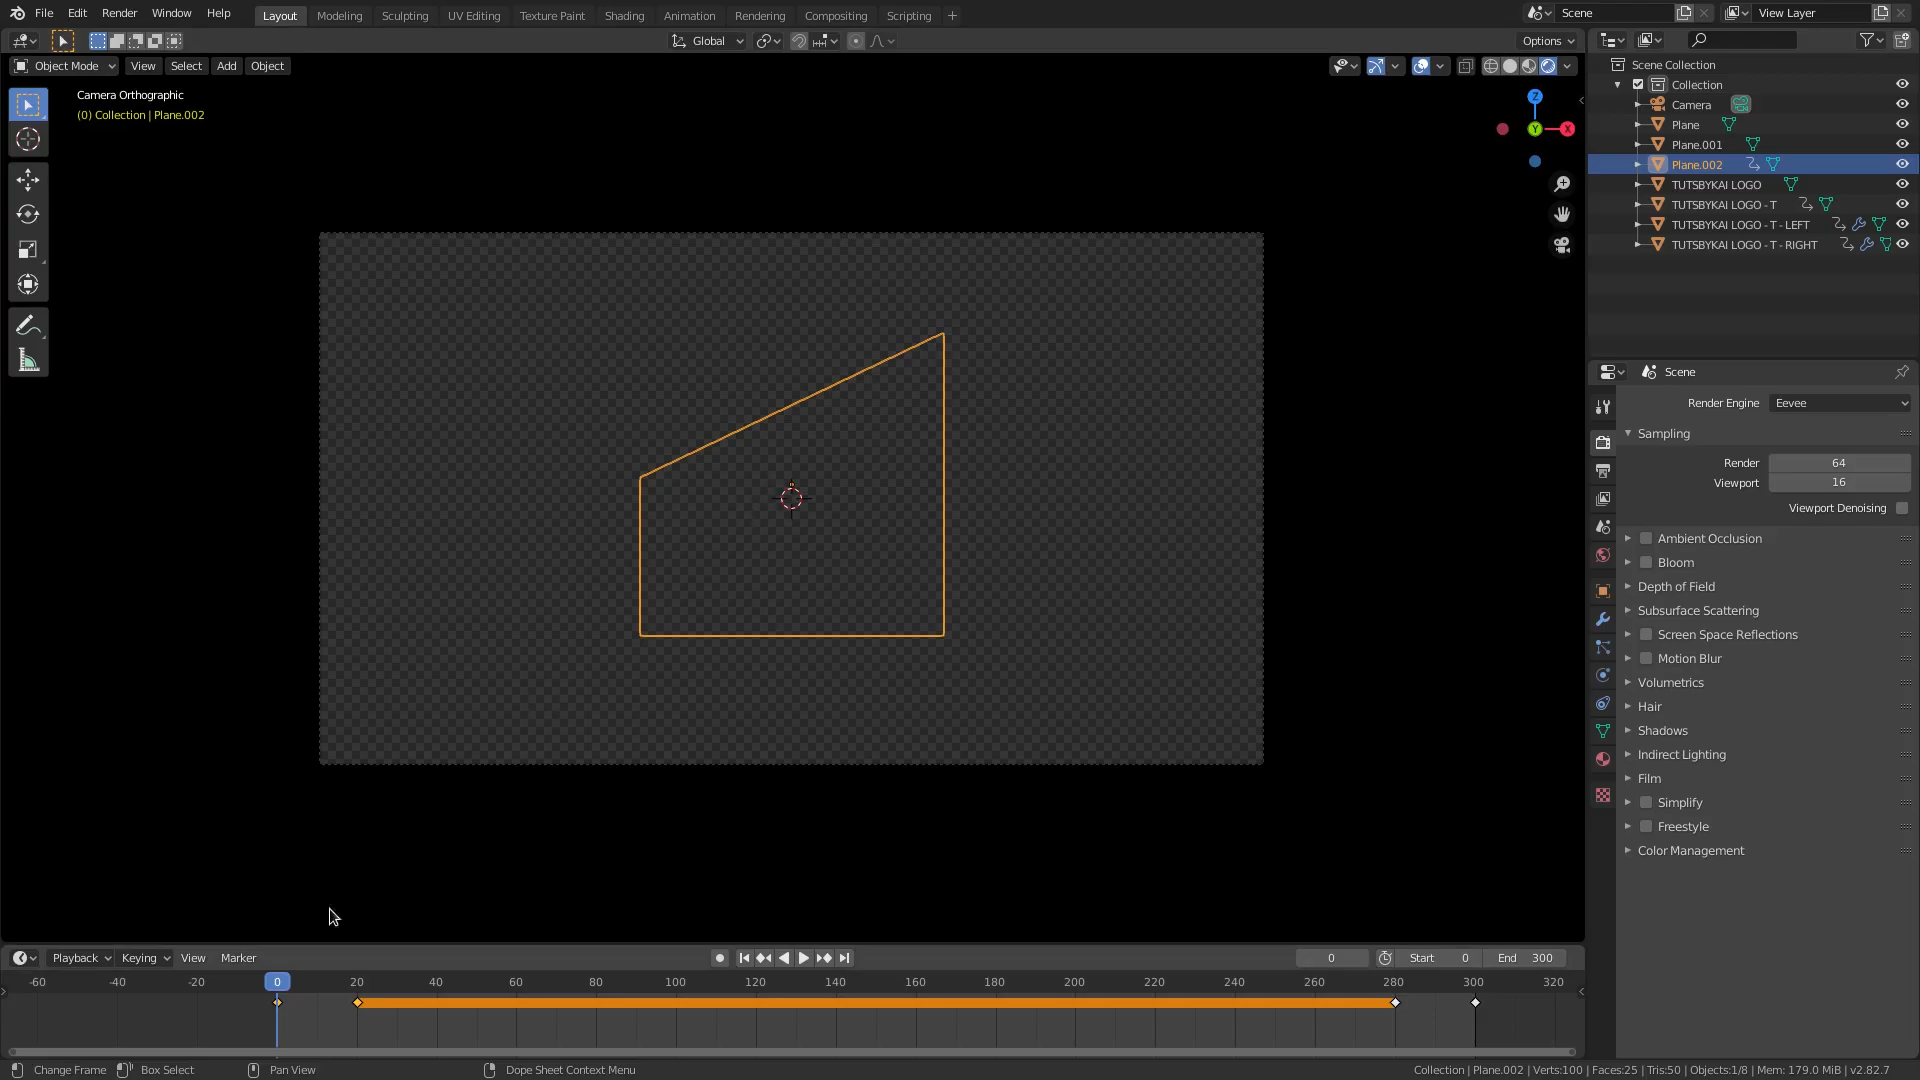 File Edit Render Window Help Layout Modeling Sculpting UV Editing Texture Paint Shading Animation Rendering Compositing Scripting + Scene View Layer
Global Options
Object Mode View Select Add Object
Camera Orthographic
(0) Collection | Plane.002
Z
Y X
Scene Collection
Collection
Camera
Plane
Plane.001
Plane.002
TUTSBYKAI LOGO
TUTSBYKAI LOGO - T
TUTSBYKAI LOGO - T - LEFT
TUTSBYKAI LOGO - T - RIGHT
Scene
Render Engine Eevee
Sampling
Render 64
Viewport 16
Viewport Denoising
Ambient Occlusion
Bloom
Depth of Field
Subsurface Scattering
Screen Space Reflections
Motion Blur
Volumetrics
Hair
Shadows
Indirect Lighting
Film
Simplify
Freestyle
Color Management
Playback Keying View Marker 0 Start 0 End 300
-60 -40 -20 0 20 40 60 80 100 120 140 160 180 200 220 240 260 280 300 320
Change Frame Box Select Pan View Dope Sheet Context Menu Collection | Plane.002 | Verts:100 | Faces:25 | Tris:50 | Objects:1/8 | Mem: 179.0 MiB | v2.82.7